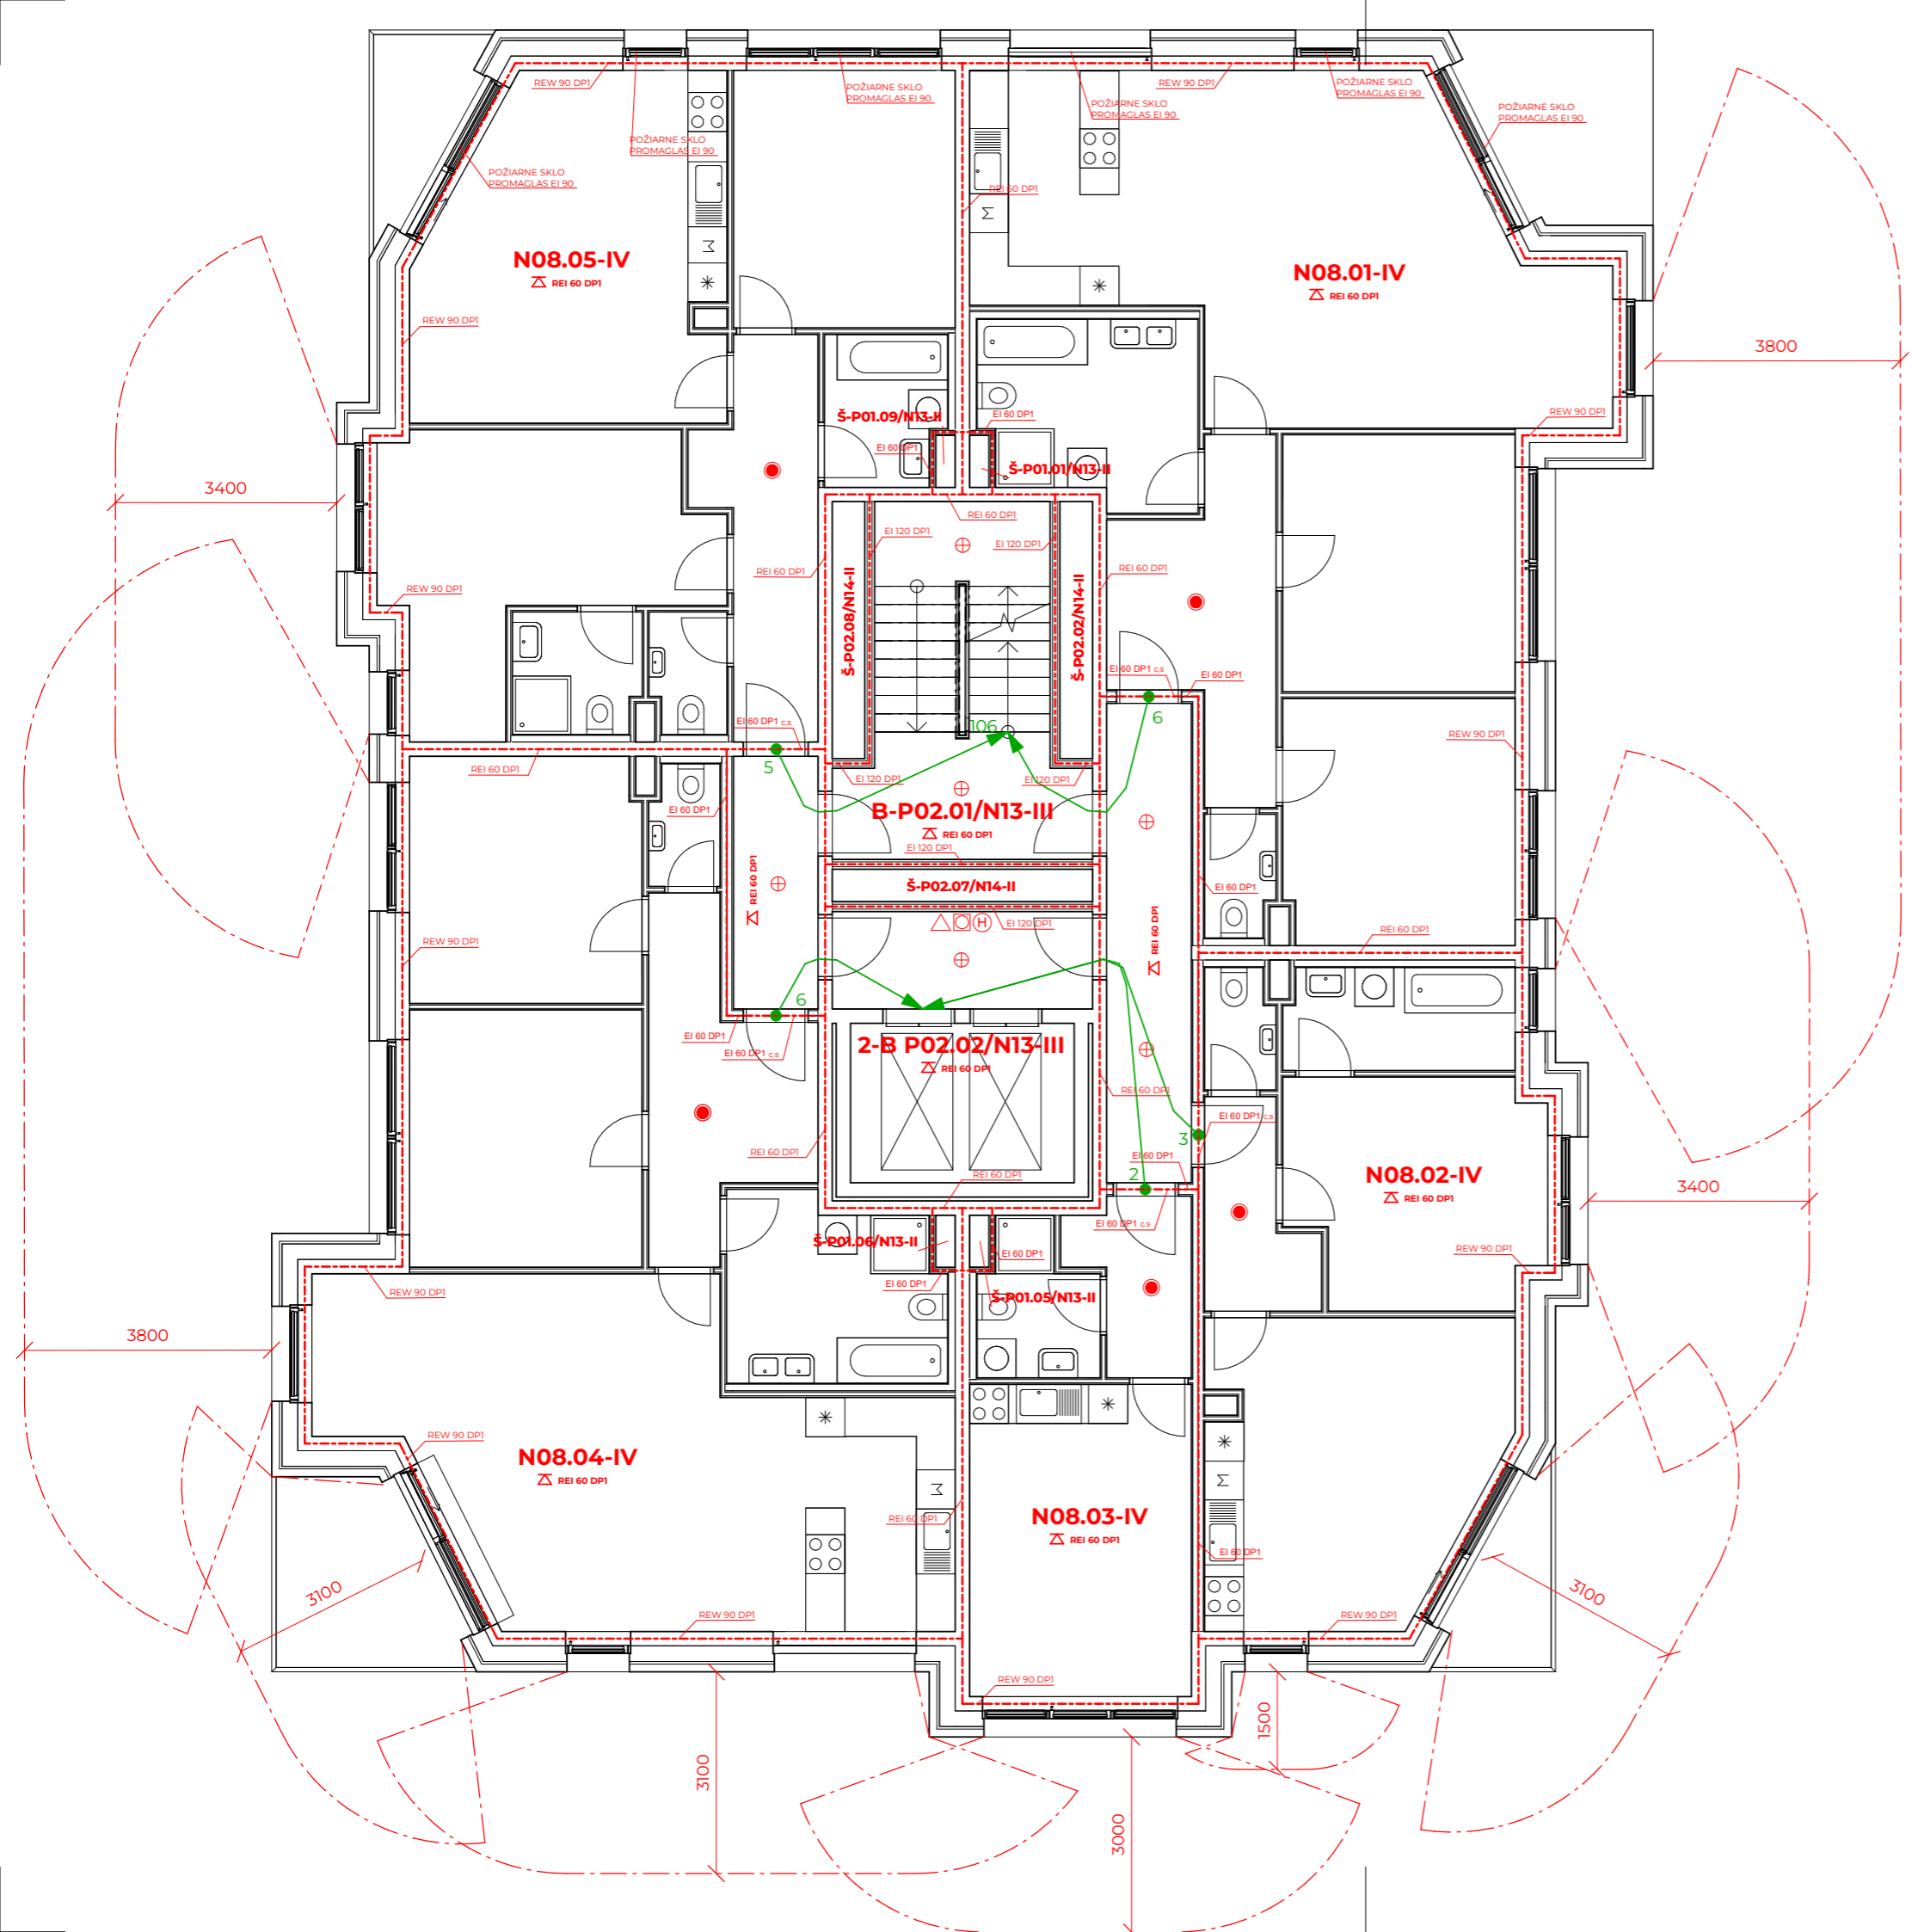 REW 90 DP1
POŽIARNE SKLO
PROMAGLAS EI 90
POŽIARNE SKLO
PROMAGLAS EI 90
REW 90 DP1
POŽIARNE SKLO
PROMAGLAS EI 90
POŽIARNE SKLO
PROMAGLAS EI 90
POŽIARNE SKLO
PROMAGLAS EI 90
POŽIARNE SKLO
PROMAGLAS EI 90
REI 60 DP1
N08.05-IV
REI 60 DP1
N08.01-IV
REI 60 DP1
REW 90 DP1
3800
Š-P01.09/N13-II
EI 60 DP1
REW 90 DP1
EI 60 DP1
Š-P01.01/N13-II
3400
REI 60 DP1
EI 120 DP1
EI 120 DP1
REI 60 DP1
REI 60 DP1
REW 90 DP1
Š-P02.08/N14-II
Š-P02.02/N14-II
EI 60 DP1 c,s
EI 60 DP1
EI 60 DP1 c,s
106
6
REW 90 DP1
5
REI 60 DP1
EI 120 DP1
EI 120 DP1
EI 60 DP1
B-P02.01/N13-III
REI 60 DP1
EI 120 DP1
REI 60 DP1
Š-P02.07/N14-II
EI 60 DP1
H
EI 120 DP1
REI 60 DP1
REI 60 DP1
REW 90 DP1
6
EI 60 DP1
EI 60 DP1 c,s
2-B P02.02/N13-III
REI 60 DP1
REI 60 DP1
EI 60 DP1 c,s
3
REI 60 DP1
EI 60 DP1
2
REI 60 DP1
N08.02-IV
REI 60 DP1
3400
EI 60 DP1 c,s
Š-P01.06/N13-II
EI 60 DP1
REW 90 DP1
EI 60 DP1
Š-P01.05/N13-II
REW 90 DP1
3800
REW 90 DP1
N08.04-IV
REI 60 DP1
M
M
M
M
REI 60 DP1
N08.03-IV
REI 60 DP1
EI 60 DP1
3100
3100
REW 90 DP1
REW 90 DP1
REW 90 DP1
1500
3100
3000